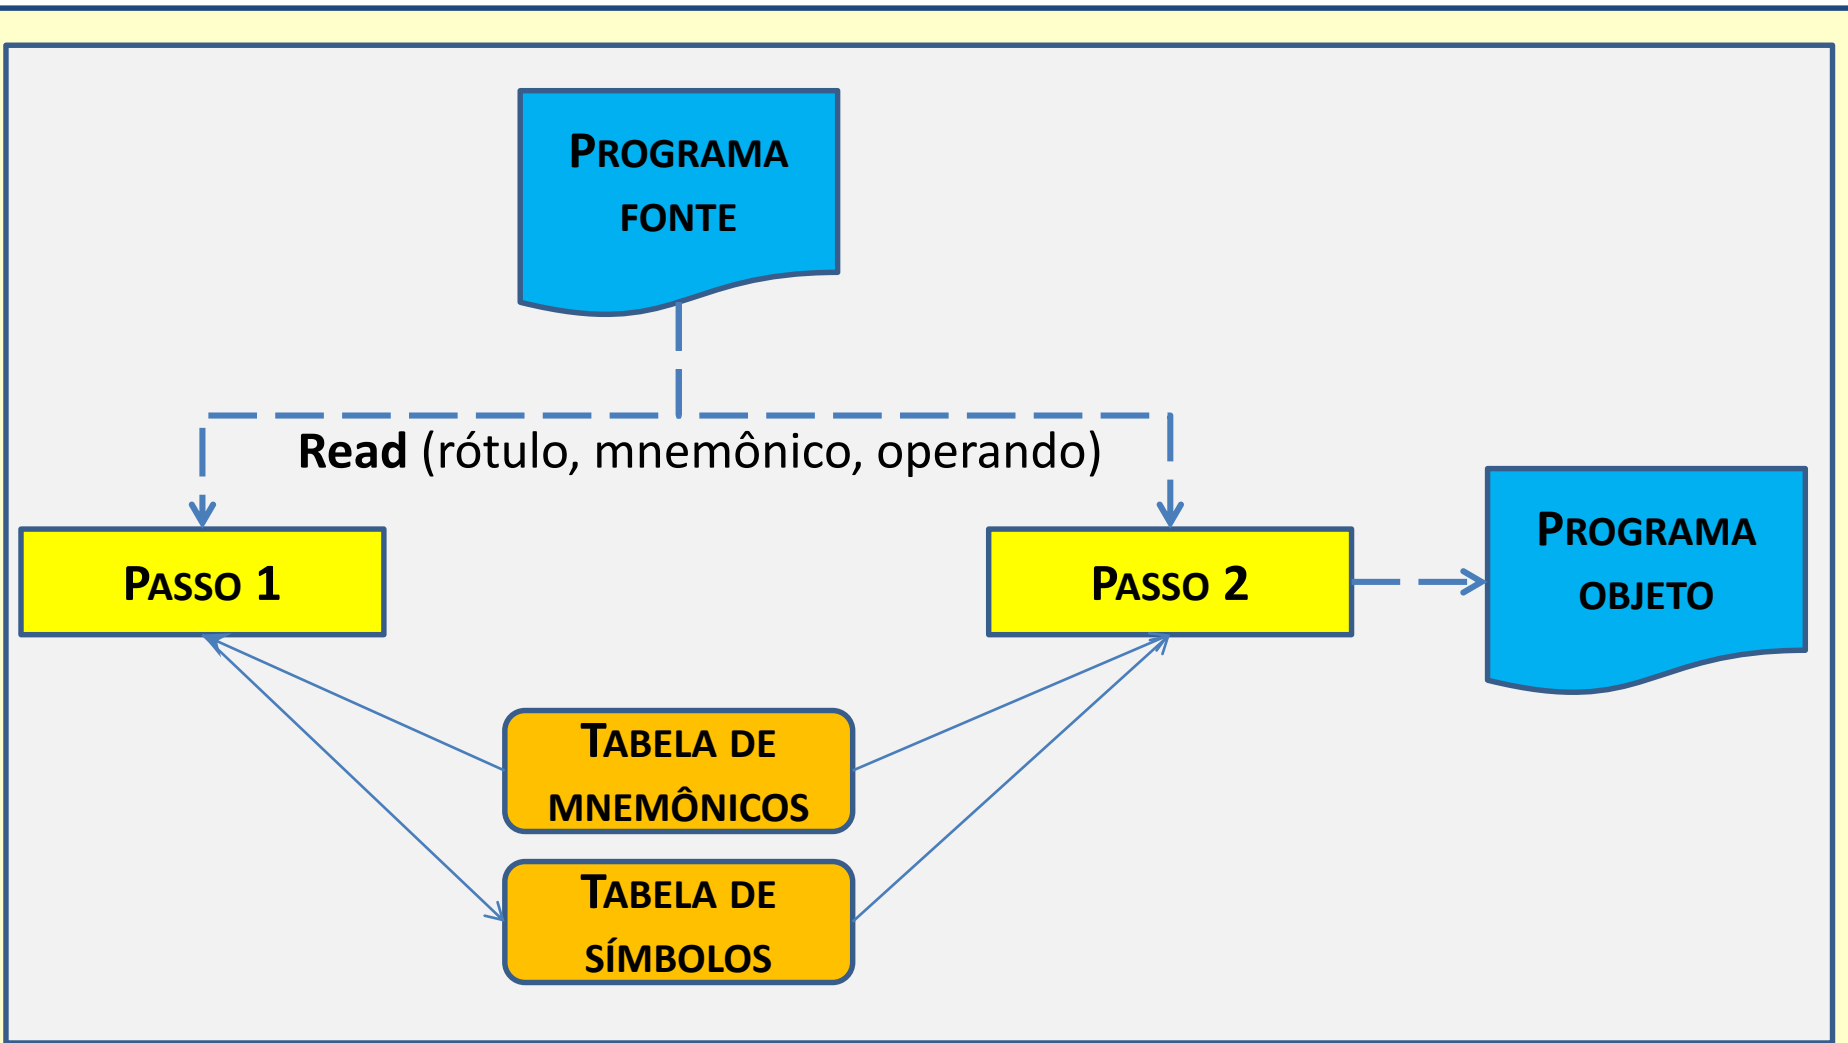 PROGRAMA
FONTE
Read (rótulo, mnemônico, operando)
PASSO 1
PASSO 2
PROGRAMA
OBJETO
TABELA DE
MNEMÔNICOS
TABELA DE
SÍMBOLOS